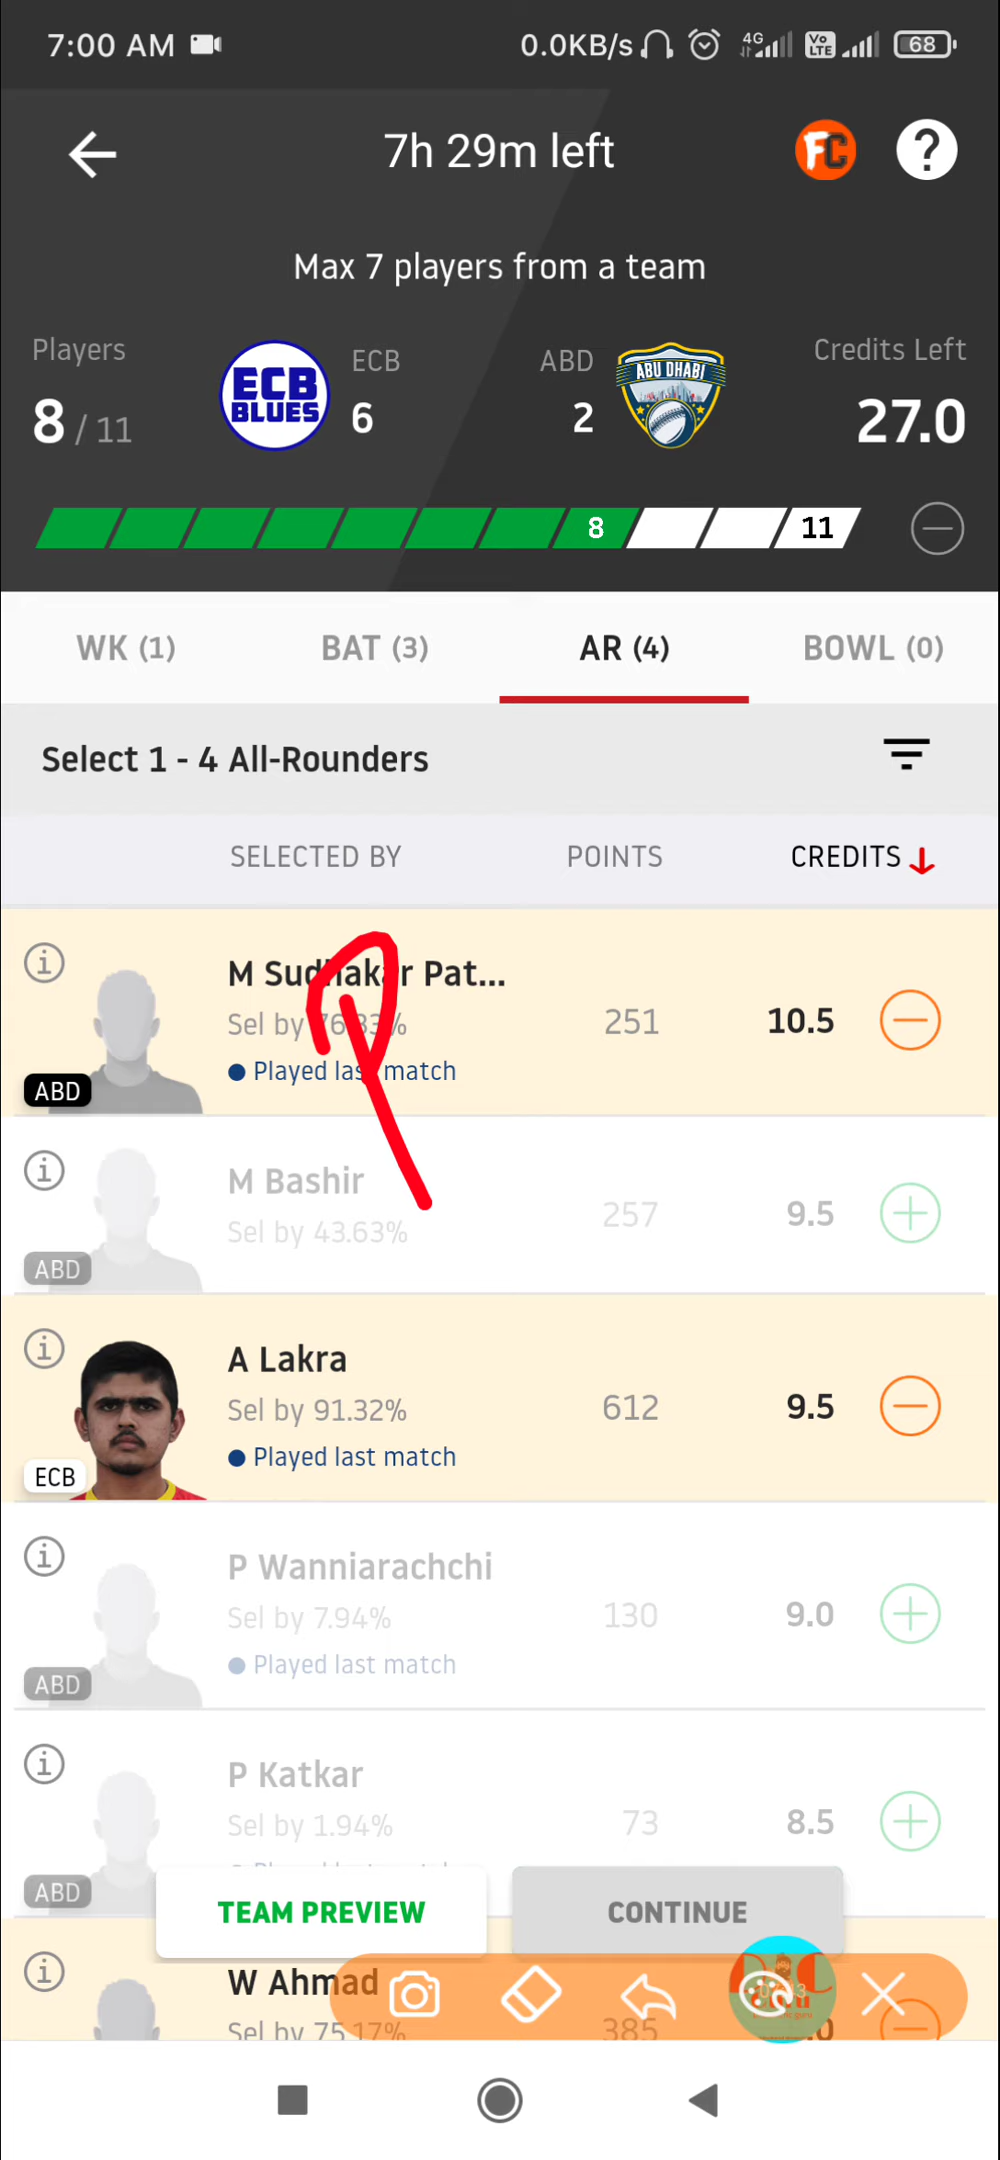 7:00 AM 0.0KB/s 4G Vo LTE 68
7h 29m left FC ?
Max 7 players from a team
Players ECB ABD Credits Left
ECB BLUES ABU DHABI
8 / 11 6 2 27.0
8 11
WK (1) BAT (3) AR (4) BOWL (0)
Select 1 - 4 All-Rounders
SELECTED BY POINTS CREDITS
M Sudhakar Pat...
Sel by 76.83% 251 10.5
Played last match
ABD
M Bashir
Sel by 43.63% 257 9.5
ABD
A Lakra
Sel by 91.32% 612 9.5
Played last match
ECB
P Wanniarachchi
Sel by 7.94% 130 9.0
Played last match
ABD
P Katkar
Sel by 1.94% 73 8.5
ABD
TEAM PREVIEW CONTINUE
W Ahmad
Sel by 75.17% 385